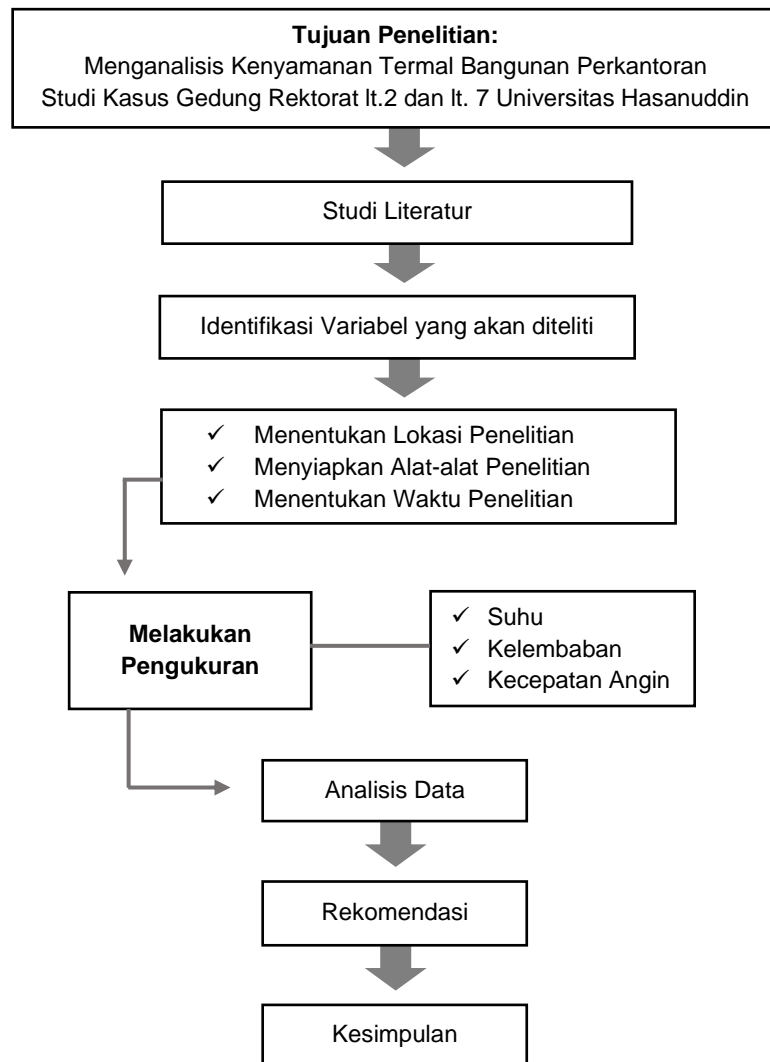 Tujuan Penelitian:
Menganalisis Kenyamanan Termal Bangunan Perkantoran
Studi Kasus Gedung Rektorat lt.2 dan lt. 7 Universitas Hasanuddin
Studi Literatur
Identifikasi Variabel yang akan diteliti
✓ Menentukan Lokasi Penelitian
✓ Menyiapkan Alat-alat Penelitian
✓ Menentukan Waktu Penelitian
Melakukan
Pengukuran
✓ Suhu
✓ Kelembaban
✓ Kecepatan Angin
Analisis Data
Rekomendasi
Kesimpulan